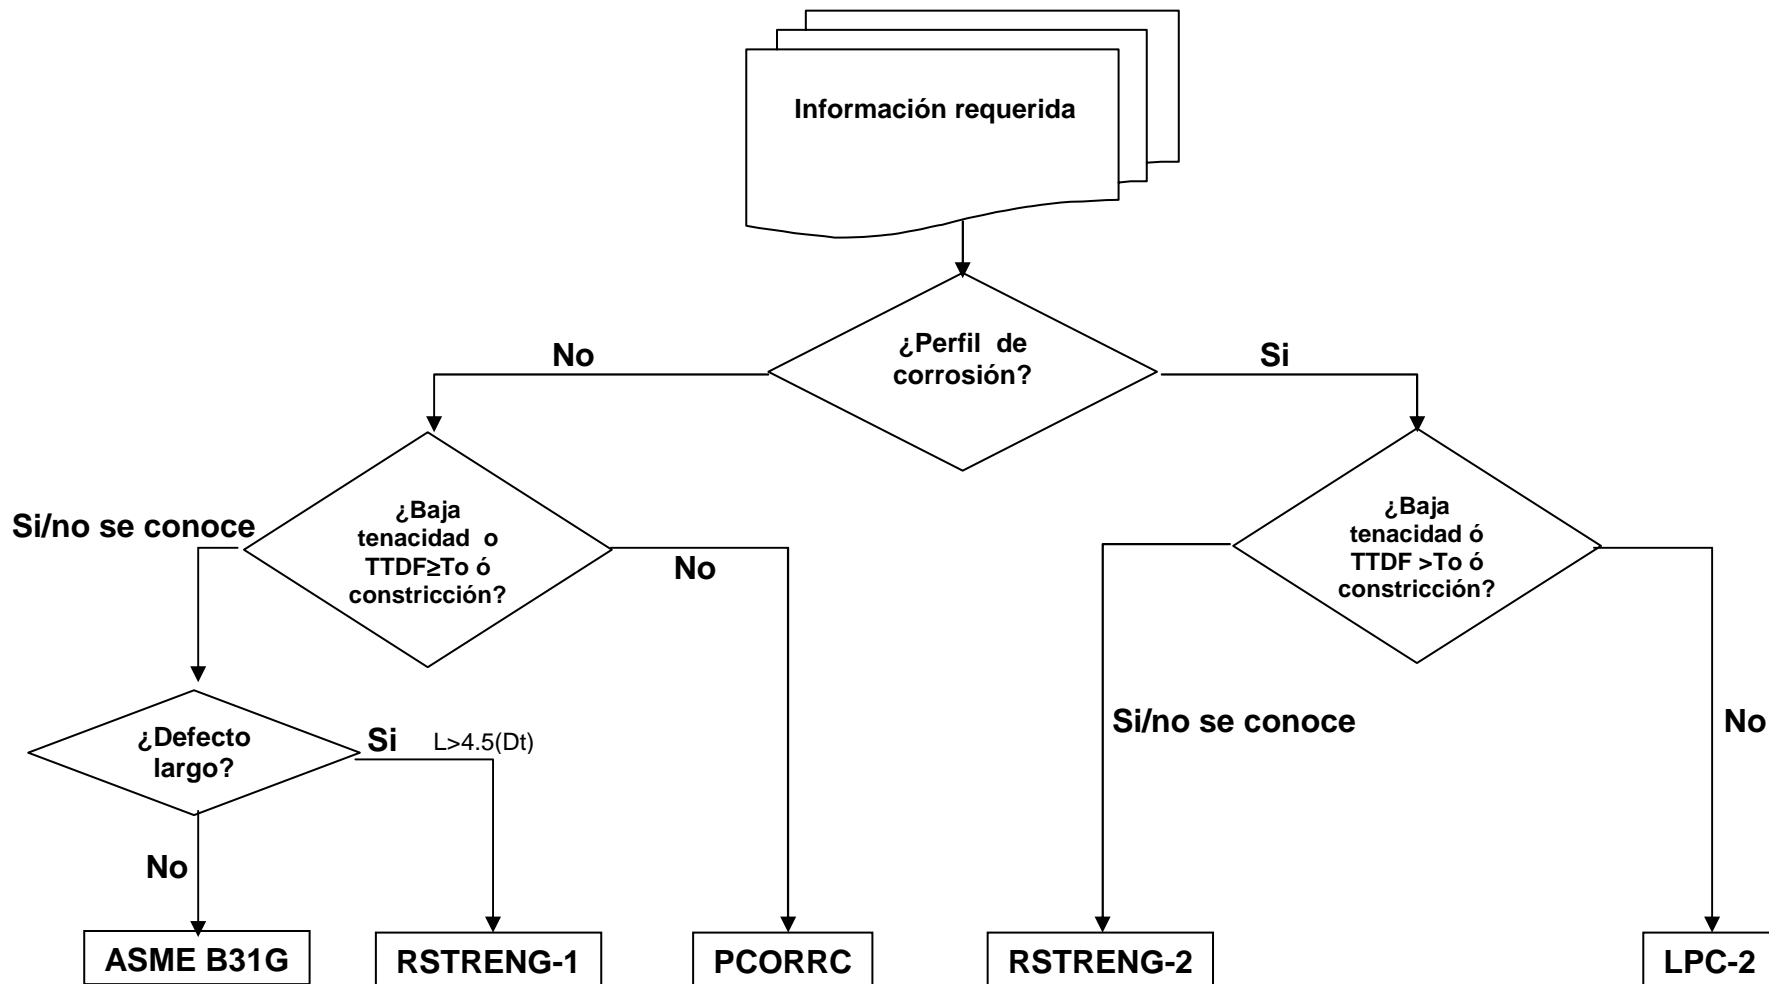 Información requerida
¿Perfil de
corrosión?
No
Si
¿Baja
tenacidad o
TTDF≥To ó
constricción?
Si/no se conoce
No
¿Baja
tenacidad ó
TTDF >To ó
constricción?
Si/no se conoce
No
¿Defecto
largo?
Si
L>4.5(Dt)
No
ASME B31G
RSTRENG-1
PCORRC
RSTRENG-2
LPC-2